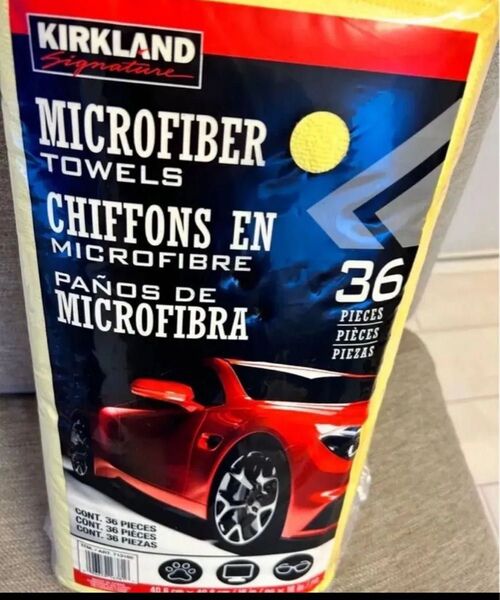 KIRKLAND
Signature
MICROFIBER
TOWELS
CHIFFONS EN
MICROFIBRE
PAÑOS DE
MICROFIBRA
36
PIECES
PIÈCES
PIEZAS
CONT. 36 PIECES
CONT. 36 PIÈCES
CONT. 36 PIEZAS